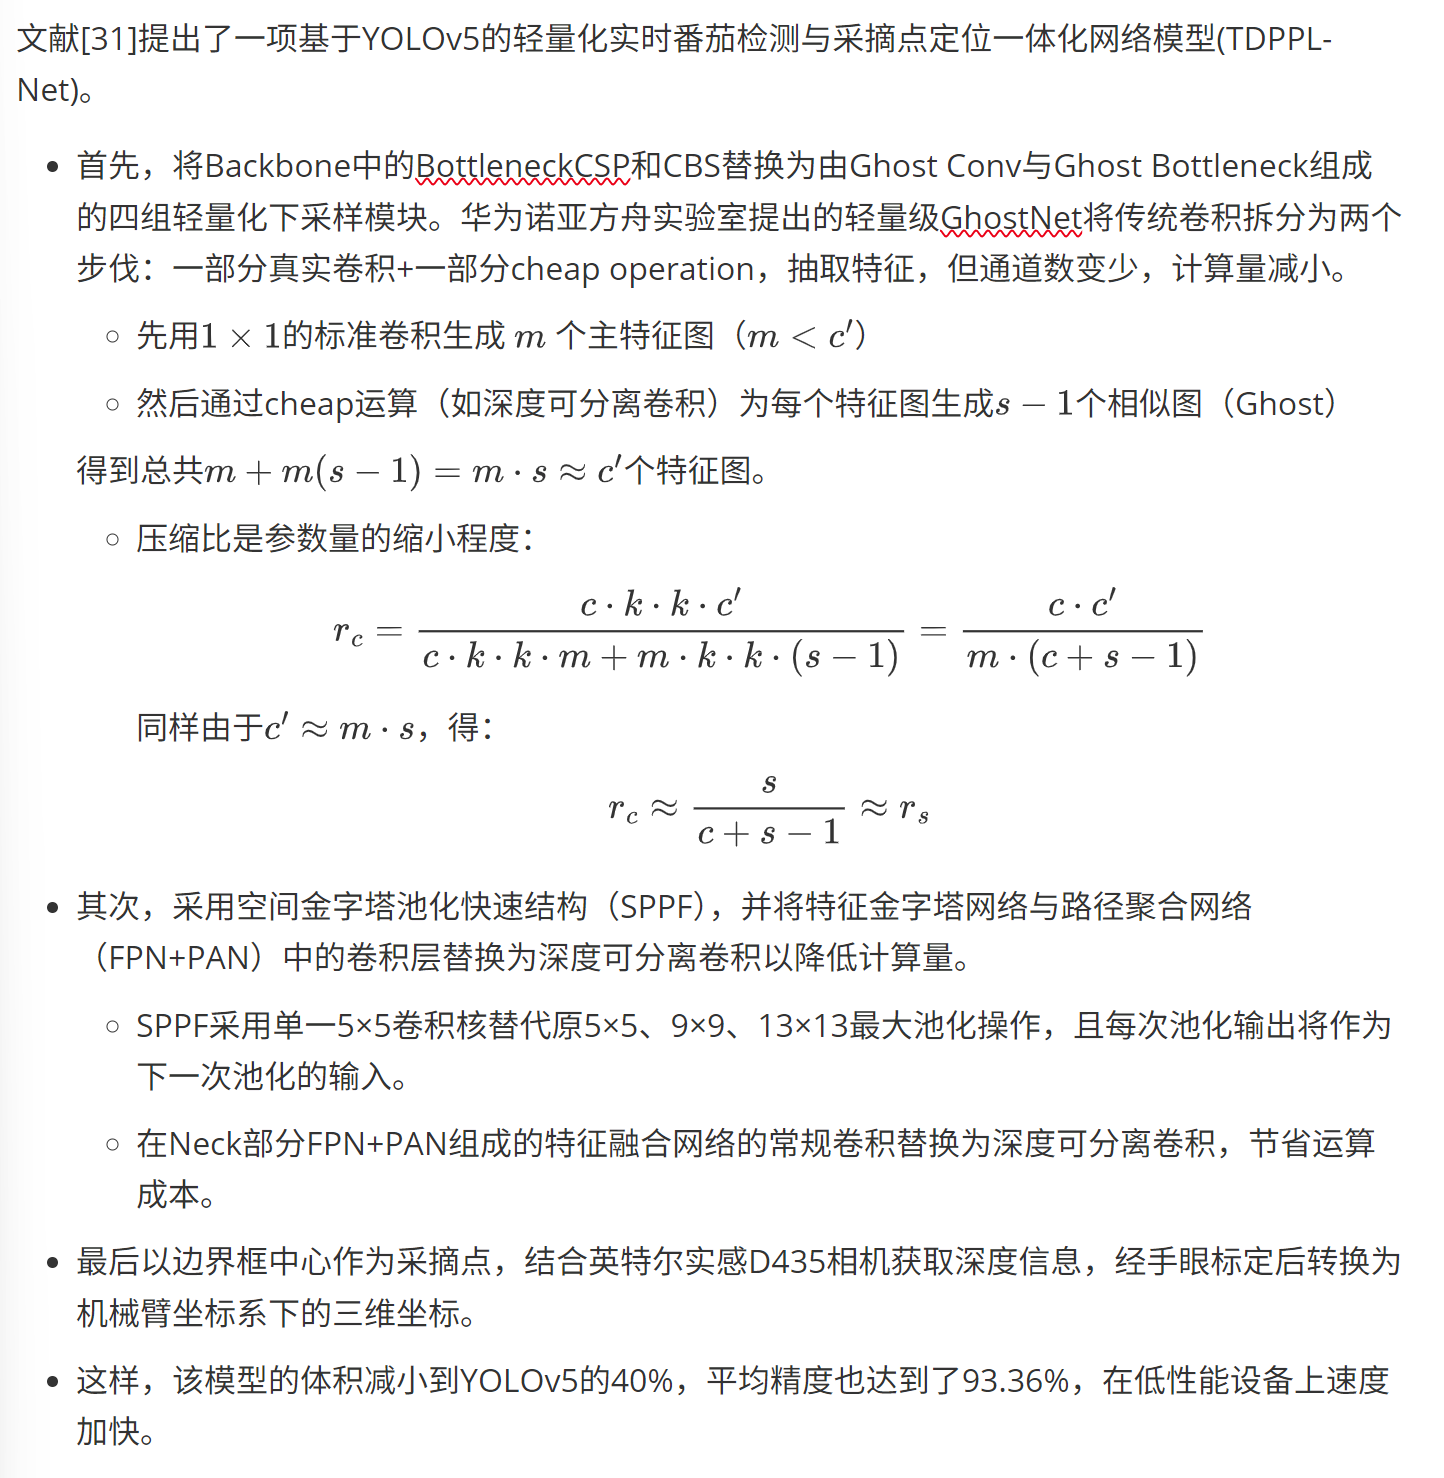 文献[31]提出了一项基于YOLOv5的轻量化实时番茄检测与采摘点定位一体化网络模型(TDPPL-
Net)。
• 首先，将Backbone中的BottleneckCSP和CBS替换为由Ghost Conv与Ghost Bottleneck组成
的四组轻量化下采样模块。华为诺亚方舟实验室提出的轻量级GhostNet将传统卷积拆分为两个
步伐：一部分真实卷积+一部分cheap operation，抽取特征，但通道数变少，计算量减小。
○ 先用1 × 1的标准卷积生成 m 个主特征图（m < c′）
○ 然后通过cheap运算（如深度可分离卷积）为每个特征图生成s − 1个相似图（Ghost）
得到总共m + m(s − 1) = m · s ≈ c′个特征图。
○ 压缩比是参数量的缩小程度：
r_c = \frac{c · k · k · c′}{c · k · k · m + m · k · k · (s − 1)} = \frac{c · c′}{m · (c + s − 1)}
同样由于c′ ≈ m · s，得：
r_c ≈ \frac{s}{c + s − 1} ≈ r_s
• 其次，采用空间金字塔池化快速结构（SPPF），并将特征金字塔网络与路径聚合网络
（FPN+PAN）中的卷积层替换为深度可分离卷积以降低计算量。
○ SPPF采用单一5×5卷积核替代原5×5、9×9、13×13最大池化操作，且每次池化输出将作为
下一次池化的输入。
○ 在Neck部分FPN+PAN组成的特征融合网络的常规卷积替换为深度可分离卷积，节省运算
成本。
• 最后以边界框中心作为采摘点，结合英特尔实感D435相机获取深度信息，经手眼标定后转换为
机械臂坐标系下的三维坐标。
• 这样，该模型的体积减小到YOLOv5的40%，平均精度也达到了93.36%，在低性能设备上速度
加快。